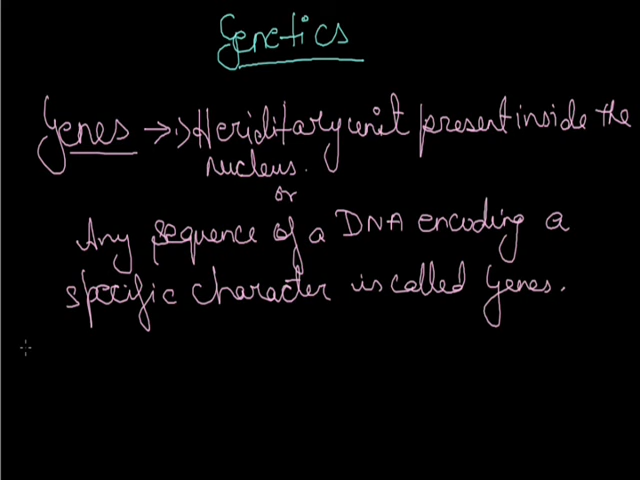 Genetics
Genes →:) Heriditary unit present inside the
nucleus.
or
Any sequence of a DNA encoding a
specific character is called Genes.